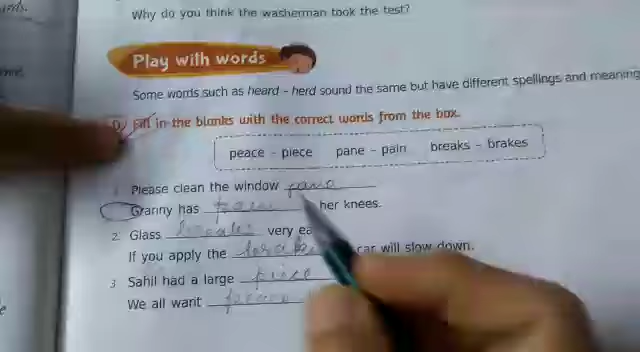 Why do you think the washerman took the test?
Play with words
Some words such as heard - herd sound the same but have different spellings and meaning
D Fill in the blanks with the correct words from the box.
peace - piece pane - pain breaks - brakes
1 Please clean the window pane
Granny has pain her knees.
2. Glass breaks very ea
If you apply the brakes car will slow down.
3 Sahil had a large piece
We all want peace